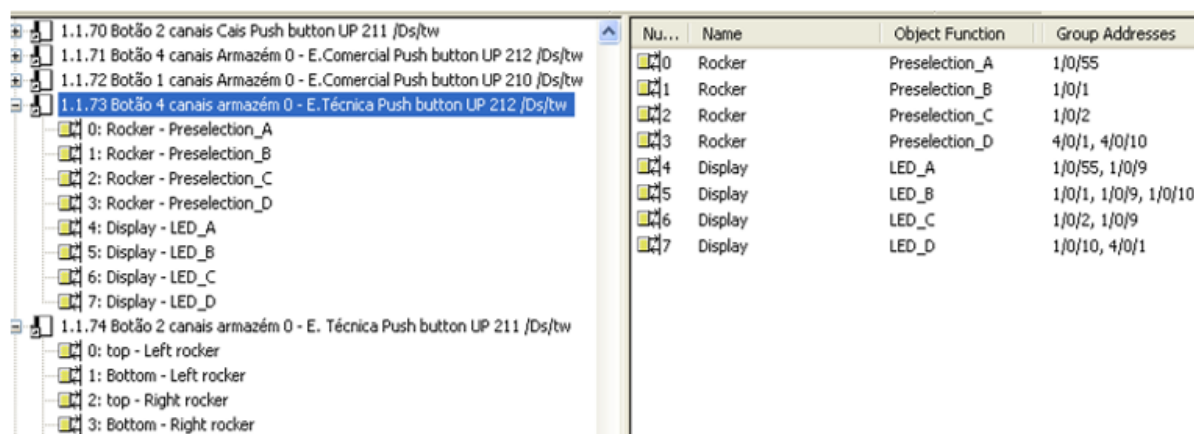 1.1.70 Botão 2 canais Cais Push button UP 211 /Ds/tw
1.1.71 Botão 4 canais Armazém 0 - E.Comercial Push button UP 212 /Ds/tw
1.1.72 Botão 1 canais Armazém 0 - E.Comercial Push button UP 210 /Ds/tw
1.1.73 Botão 4 canais armazém 0 - E.Técnica Push button UP 212 /Ds/tw
0: Rocker - Preselection_A
1: Rocker - Preselection_B
2: Rocker - Preselection_C
3: Rocker - Preselection_D
4: Display - LED_A
5: Display - LED_B
6: Display - LED_C
7: Display - LED_D
1.1.74 Botão 2 canais armazém 0 - E. Técnica Push button UP 211 /Ds/tw
0: top - Left rocker
1: Bottom - Left rocker
2: top - Right rocker
3: Bottom - Right rocker
Nu... Name Object Function Group Addresses
0 Rocker Preselection_A 1/0/55
1 Rocker Preselection_B 1/0/1
2 Rocker Preselection_C 1/0/2
3 Rocker Preselection_D 4/0/1, 4/0/10
4 Display LED_A 1/0/55, 1/0/9
5 Display LED_B 1/0/1, 1/0/9, 1/0/10
6 Display LED_C 1/0/2, 1/0/9
7 Display LED_D 1/0/10, 4/0/1